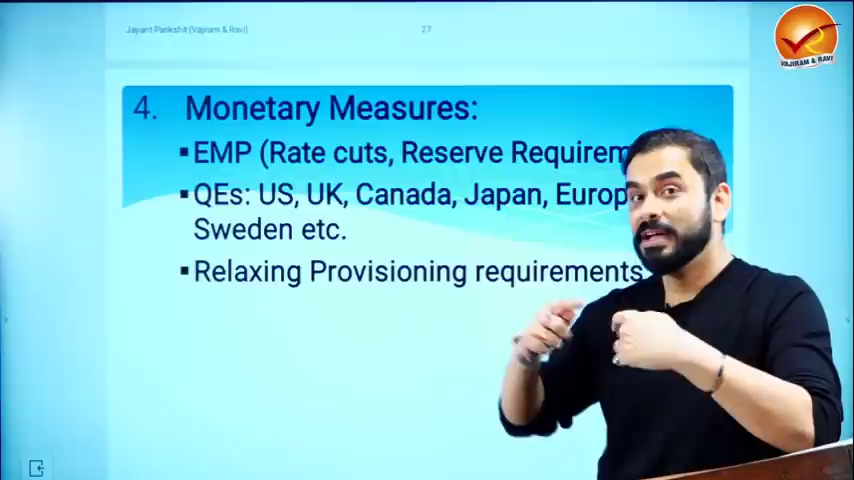 Jayant Parikshit (Vajiram & Ravi)
27
VAJIRAM & RAVI
4. Monetary Measures:
▪EMP (Rate cuts, Reserve Requirem
▪QEs: US, UK, Canada, Japan, Europ
Sweden etc.
▪Relaxing Provisioning requirements